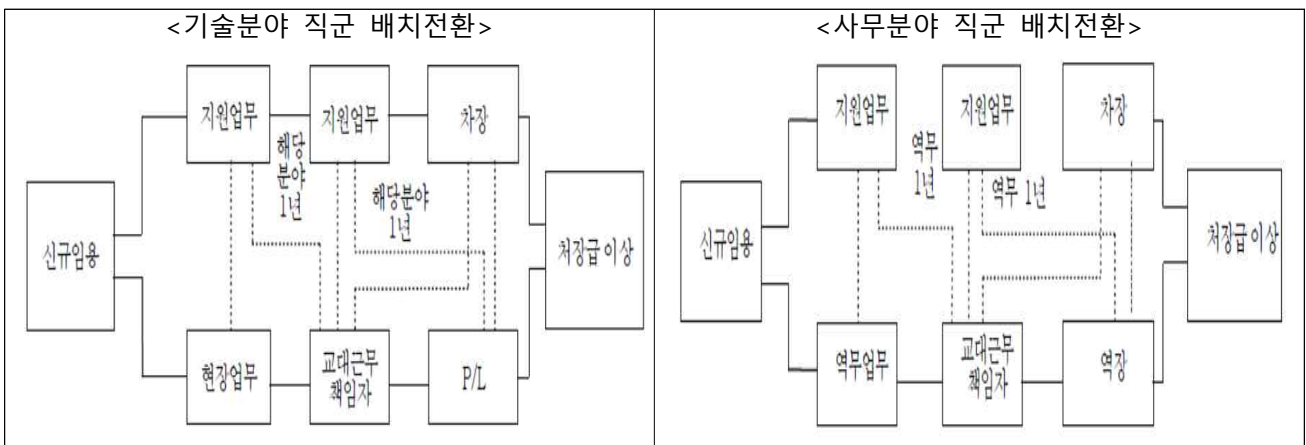 <기술분야 직군 배치전환>
지원업무
지원업무
차장
해당
분야
1년
해당분야
1년
신규임용
처장급 이상
현장업무
교대근무
책임자
P/L
<사무분야 직군 배치전환>
지원업무
지원업무
차장
역무
1년
역무 1년
신규임용
처장급 이상
역무업무
교대근무
책임자
역장